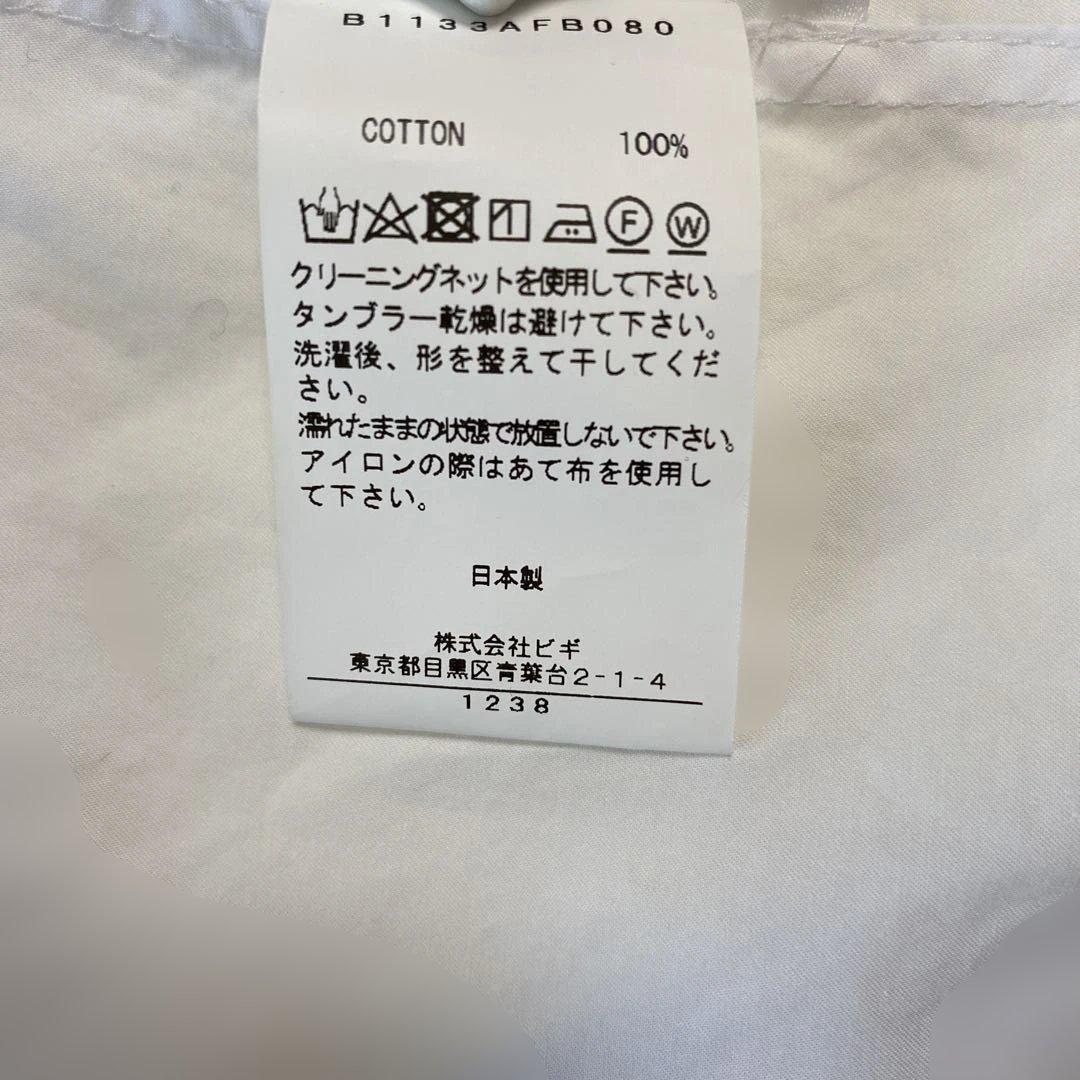 B1133AFB080
COTTON 100%
F W
クリーニングネットを使用して下さい。
タンブラー乾燥は避けて下さい。
洗濯後、形を整えて干してくだ
さい。
濡れたままの状態で放置しないで下さい。
アイロンの際はあて布を使用し
て下さい。
日本製
株式会社ビギ
東京都目黒区青葉台2-1-4
1238